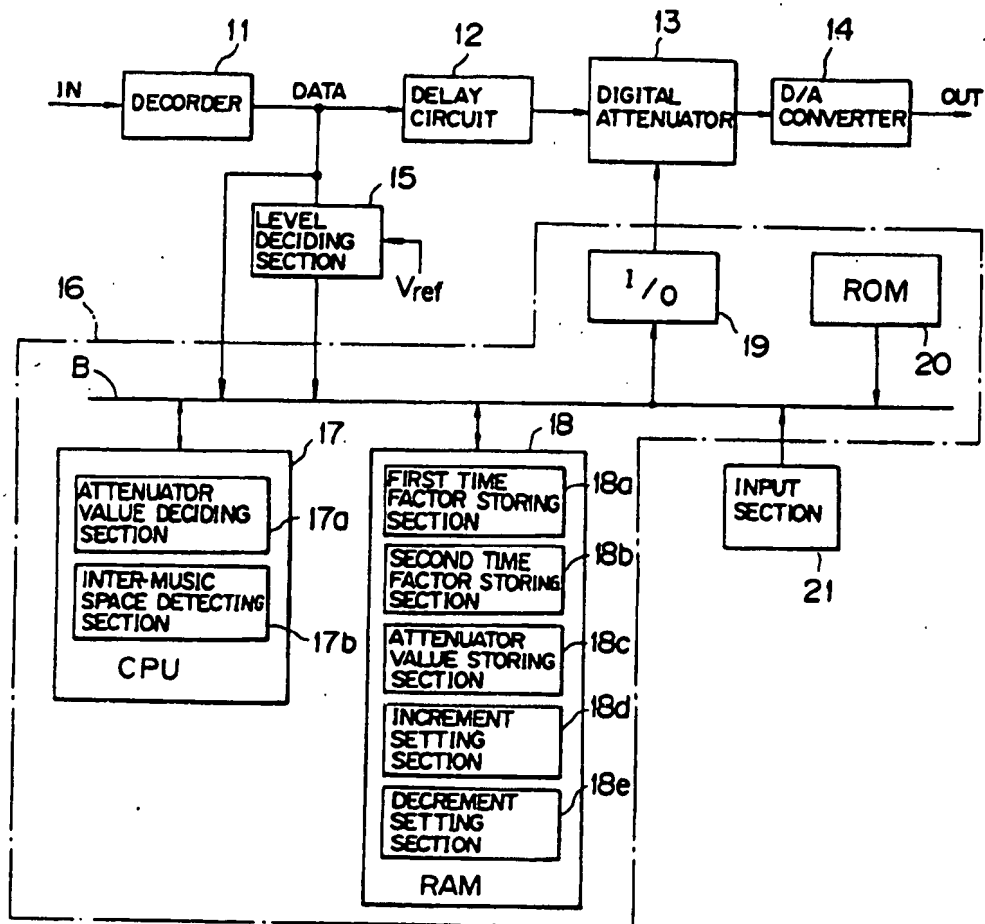 11
12
13
14
IN
DECORDER
DATA
DELAY
CIRCUIT
DIGITAL
ATTENUATOR
D/A
CONVERTER
OUT
15
LEVEL
DECIDING
SECTION
Vref
16
I/O
19
ROM
20
B
17
ATTENUATOR
VALUE DECIDING
SECTION
17a
INTER-MUSIC
SPACE DETECTING
SECTION
17b
CPU
18
FIRST TIME
FACTOR STORING
SECTION
18a
SECOND TIME
FACTOR STORING
SECTION
18b
ATTENUATOR
VALUE STORING
SECTION
18c
INCREMENT
SETTING
SECTION
18d
DECREMENT
SETTING
SECTION
18e
RAM
INPUT
SECTION
21